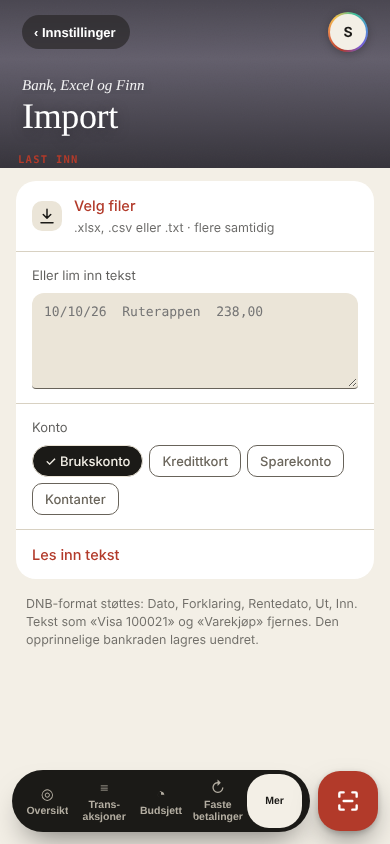 ‹ Innstillinger
S
Bank, Excel og Finn
Import
LAST INN
Velg filer
.xlsx, .csv eller .txt · flere samtidig
Eller lim inn tekst
10/10/26  Ruterappen  238,00
Konto
✓ Brukskonto
Kredittkort
Sparekonto
Kontanter
Les inn tekst
DNB-format støttes: Dato, Forklaring, Rentedato, Ut, Inn.
Tekst som «Visa 100021» og «Varekjøp» fjernes. Den
opprinnelige bankraden lagres uendret.
Oversikt
Trans-
aksjoner
Budsjett
Faste
betalinger
Mer